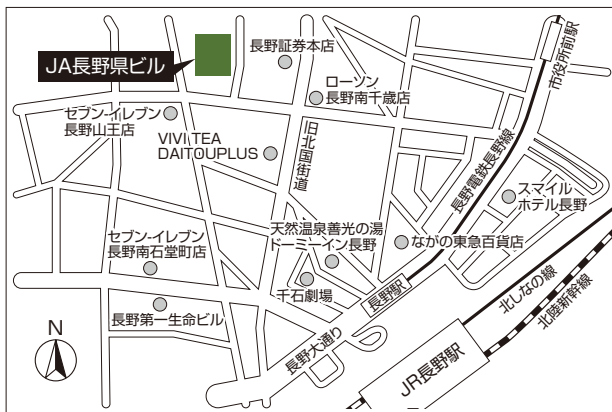 JA長野県ビル
長野証券本店
市役所前駅
ローソン
長野南千歳店
セブン-イレブン
長野山王店
VIVI TEA
DAITOUPLUS
旧北国街道
長野電鉄長野線
スマイル
ホテル長野
天然温泉善光の湯
ドーミーイン長野
ながの東急百貨店
セブン-イレブン
長野南石堂町店
千石劇場
長野駅
長野第一生命ビル
長野大通り
北しなの線
北陸新幹線
JR長野駅
N